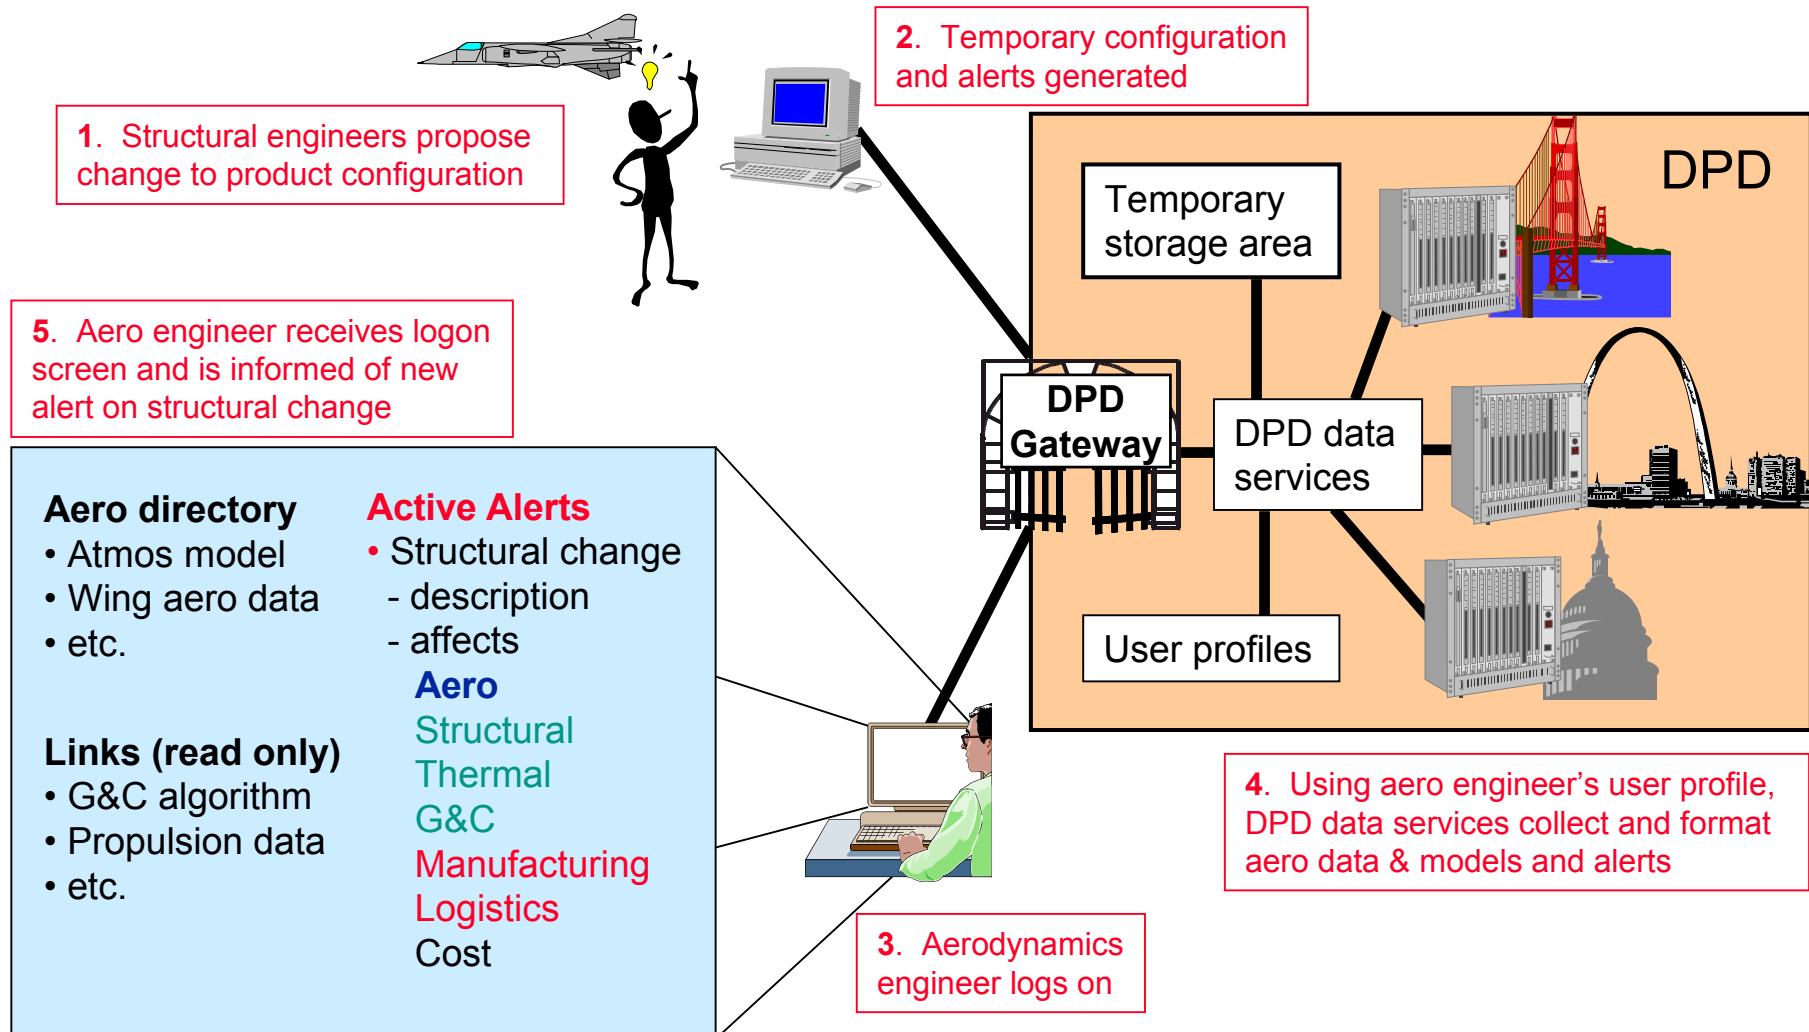 2. Temporary configuration
and alerts generated
1. Structural engineers propose
change to product configuration
DPD
Temporary
storage area
5. Aero engineer receives logon
screen and is informed of new
alert on structural change
DPD
Gateway
DPD data
services
User profiles
Aero directory
• Atmos model
• Wing aero data
• etc.
Links (read only)
• G&C algorithm
• Propulsion data
• etc.
Active Alerts
• Structural change
- description
- affects
Aero
Structural
Thermal
G&C
Manufacturing
Logistics
Cost
4. Using aero engineer’s user profile,
DPD data services collect and format
aero data & models and alerts
3. Aerodynamics
engineer logs on